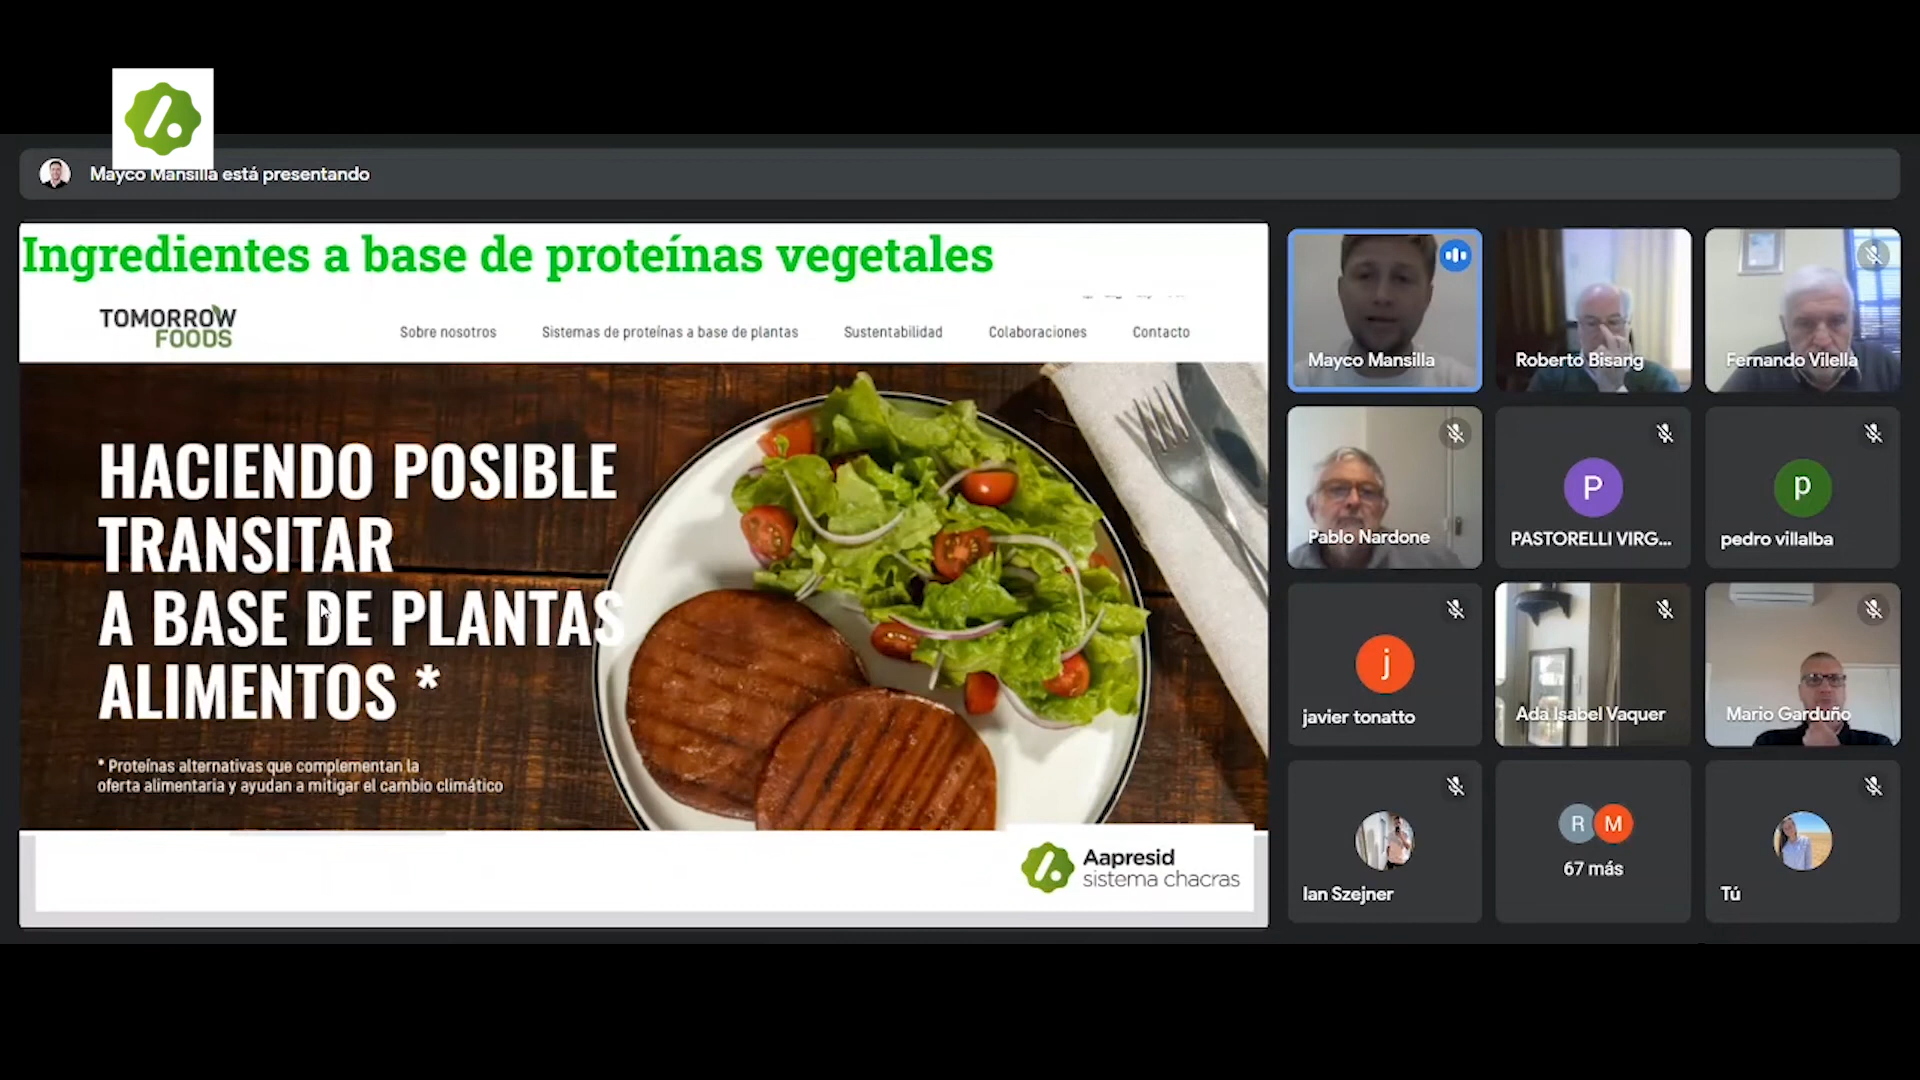 Mayco Mansilla está presentando
Ingredientes a base de proteínas vegetales
TOMORROW
FOODS
Sobre nosotros
Sistemas de proteínas a base de plantas
Sustentabilidad
Colaboraciones
Contacto
HACIENDO POSIBLE
TRANSITAR
A BASE DE PLANTAS
ALIMENTOS *
* Proteínas alternativas que complementan la
oferta alimentaria y ayudan a mitigar el cambio climático
Aapresid
sistema chacras
Mayco Mansilla
Roberto Bisang
Fernando Vilella
Pablo Nardone
P
PASTORELLI VIRG...
p
pedro villalba
j
javier tonatto
Ada Isabel Vaquer
Mario Garduño
Ian Szejner
R
M
67 más
Tú